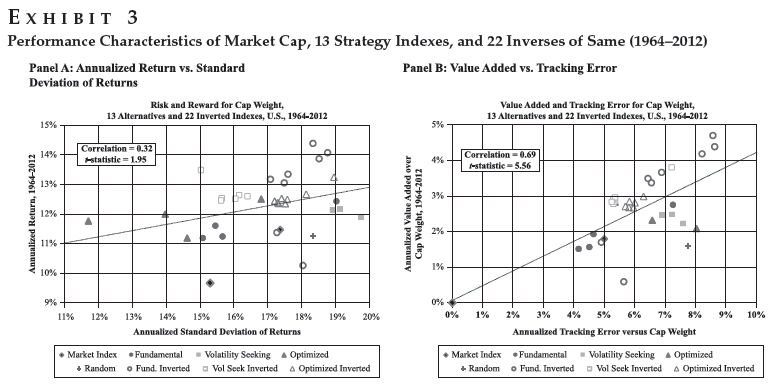 EXHIBIT 3
Performance Characteristics of Market Cap, 13 Strategy Indexes, and 22 Inverses of Same (1964–2012)
Panel A: Annualized Return vs. Standard
Deviation of Returns
Risk and Reward for Cap Weight,
13 Alternatives and 22 Inverted Indexes, U.S., 1964-2012
Annualized Return, 1964-2012
15%
14%
13%
12%
11%
10%
9%
Correlation = 0.32
t-statistic = 1.95
11% 12% 13% 14% 15% 16% 17% 18% 19% 20%
Annualized Standard Deviation of Returns
Market Index Fundamental Volatility Seeking Optimized
Random Fund. Inverted Vol Seek Inverted Optimized Inverted
Panel B: Value Added vs. Tracking Error
Value Added and Tracking Error for Cap Weight,
13 Alternatives and 22 Inverted Indexes, U.S., 1964-2012
Annualized Value Added over
Cap Weight, 1964-2012
5%
4%
3%
2%
1%
0%
Correlation = 0.69
t-statistic = 5.56
0% 1% 2% 3% 4% 5% 6% 7% 8% 9% 10%
Annualized Tracking Error versus Cap Weight
Market Index Fundamental Volatility Seeking Optimized
Random Fund. Inverted Vol Seek Inverted Optimized Inverted